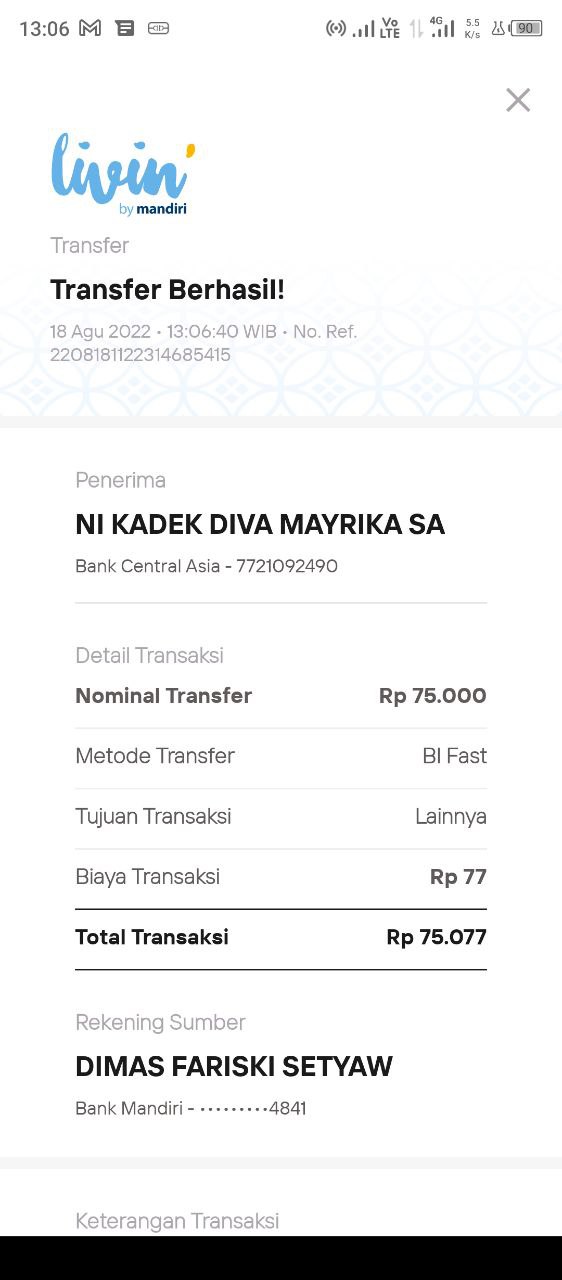 13:06 Vo LTE 4G 5.5 K/s 90
livin'
by mandiri
Transfer
Transfer Berhasil!
18 Agu 2022 • 13:06:40 WIB • No. Ref.
2208181122314685415
Penerima
NI KADEK DIVA MAYRIKA SA
Bank Central Asia - 7721092490
Detail Transaksi
Nominal Transfer Rp 75.000
Metode Transfer BI Fast
Tujuan Transaksi Lainnya
Biaya Transaksi Rp 77
Total Transaksi Rp 75.077
Rekening Sumber
DIMAS FARISKI SETYAW
Bank Mandiri - •••••••••4841
Keterangan Transaksi